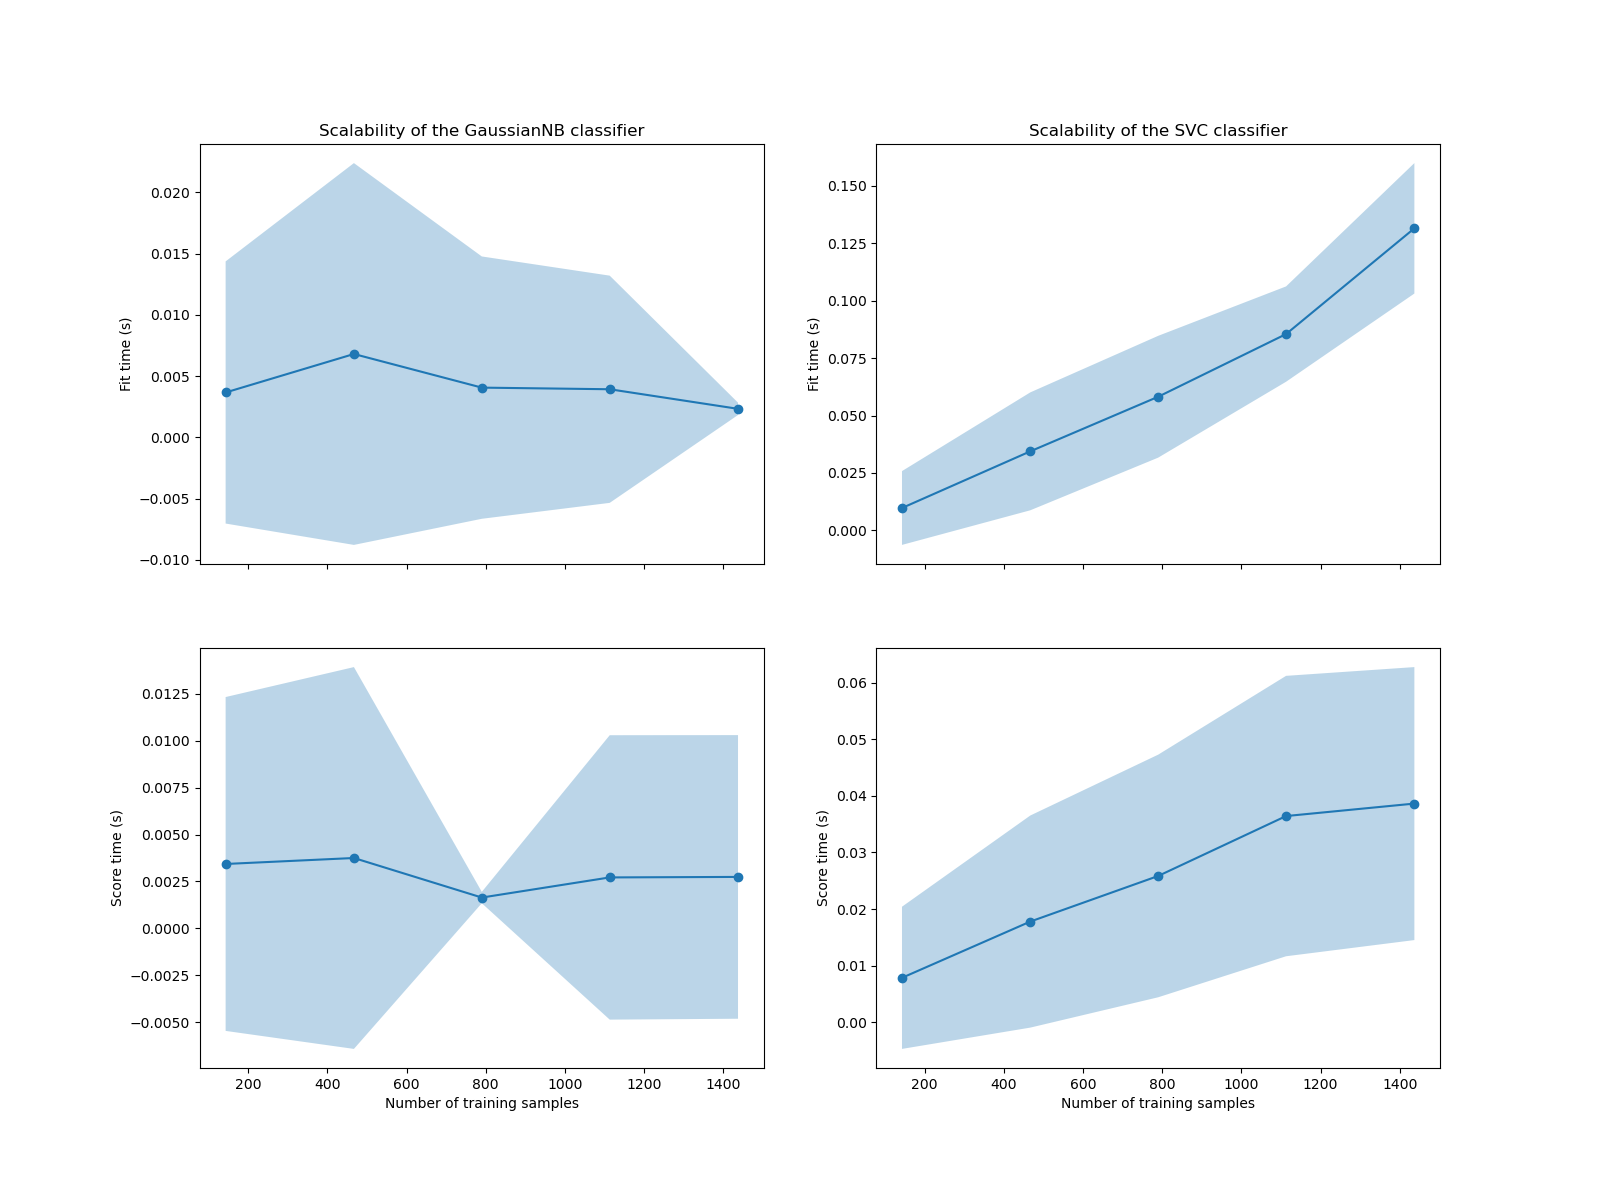 Scalability of the GaussianNB classifier
0.020
0.015
0.010
0.005
0.000
−0.005
−0.010
Fit time (s)
Scalability of the SVC classifier
0.150
0.125
0.100
0.075
0.050
0.025
0.000
Fit time (s)
0.0125
0.0100
0.0075
0.0050
0.0025
0.0000
−0.0025
−0.0050
Score time (s)
200 400 600 800 1000 1200 1400
Number of training samples
0.06
0.05
0.04
0.03
0.02
0.01
0.00
Score time (s)
200 400 600 800 1000 1200 1400
Number of training samples